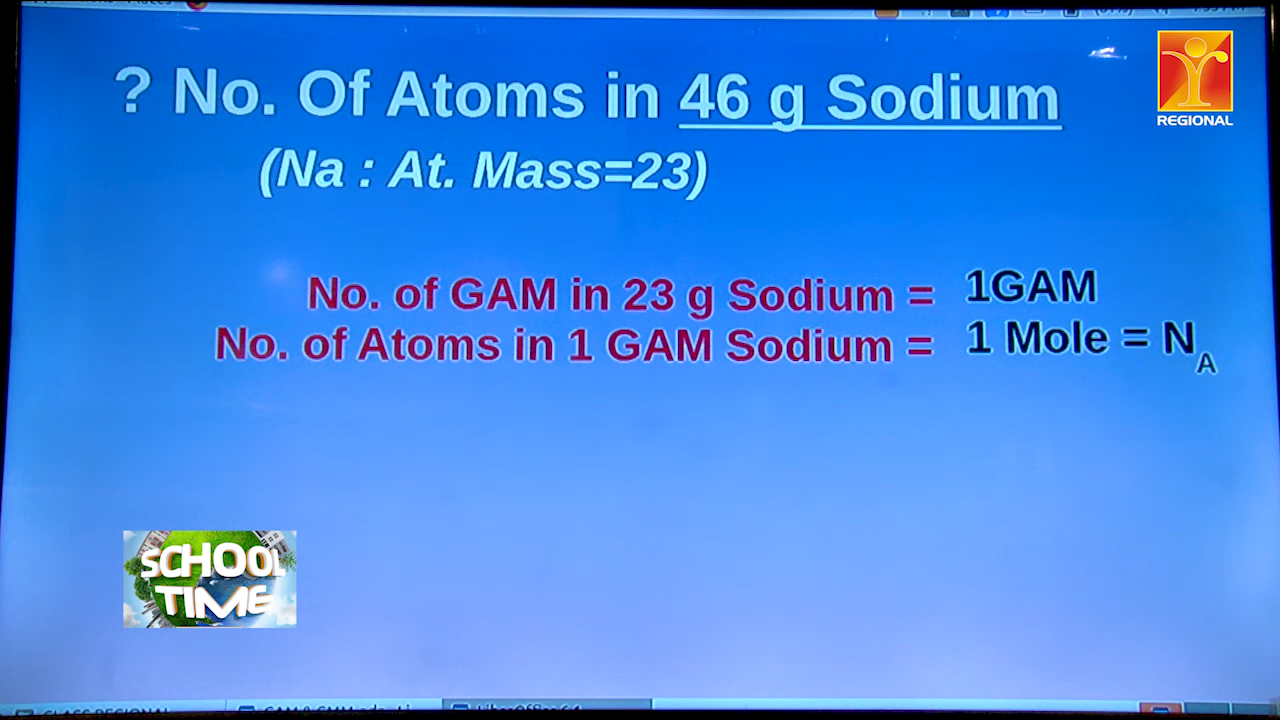 ? No. Of Atoms in 46 g Sodium
REGIONAL
(Na : At. Mass=23)
No. of GAM in 23 g Sodium = 1GAM
No. of Atoms in 1 GAM Sodium = 1 Mole = N_A
SCHOOL
TIME